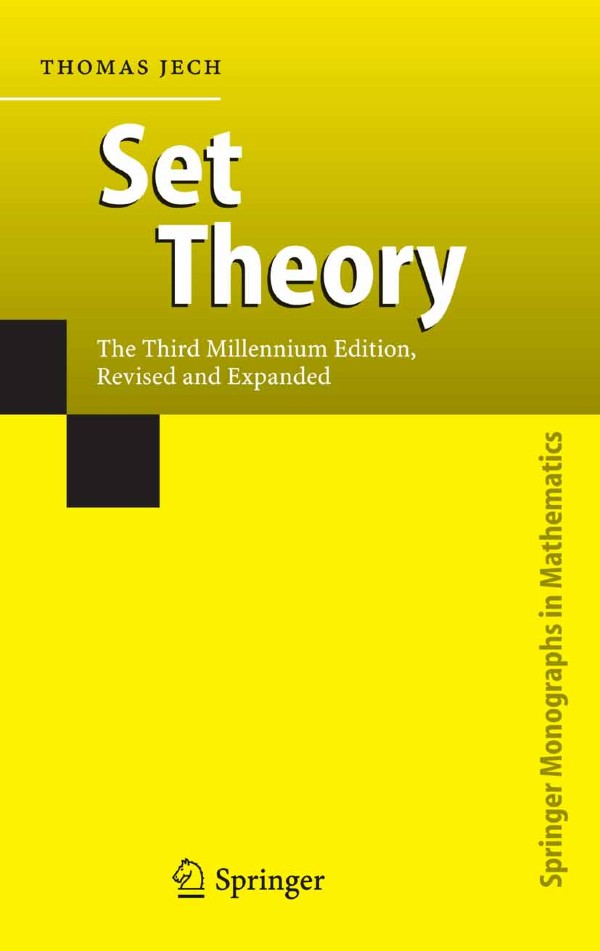 THOMAS JECH
Set
Theory
The Third Millennium Edition,
Revised and Expanded
Springer Monographs in Mathematics
Springer